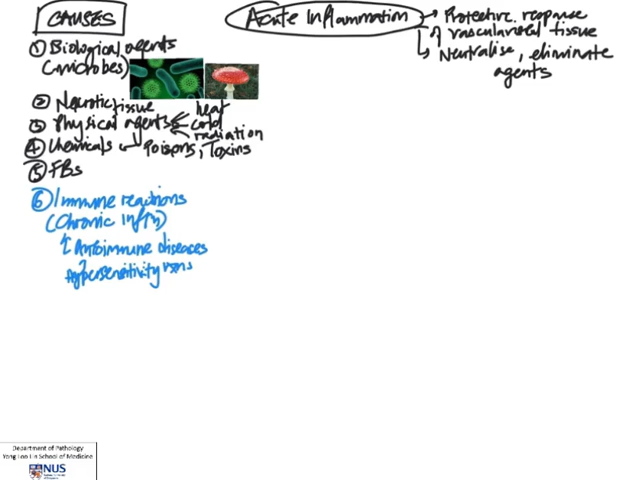 CAUSES
① Biological agents
(microbes)
② Necrotic tissue
③ Physical agents
heat
cold
radiation
④ Chemicals Poisons, Toxins
⑤ FBs
⑥ Immune reactions
(Chronic Inftn)
Autoimmune diseases
Hypersensitivity rxns
Acute Inflammation
Protective response
of vascularised tissue
Neutralise, eliminate
agents
Department of Pathology
Yong Loo Lin School of Medicine
NUS